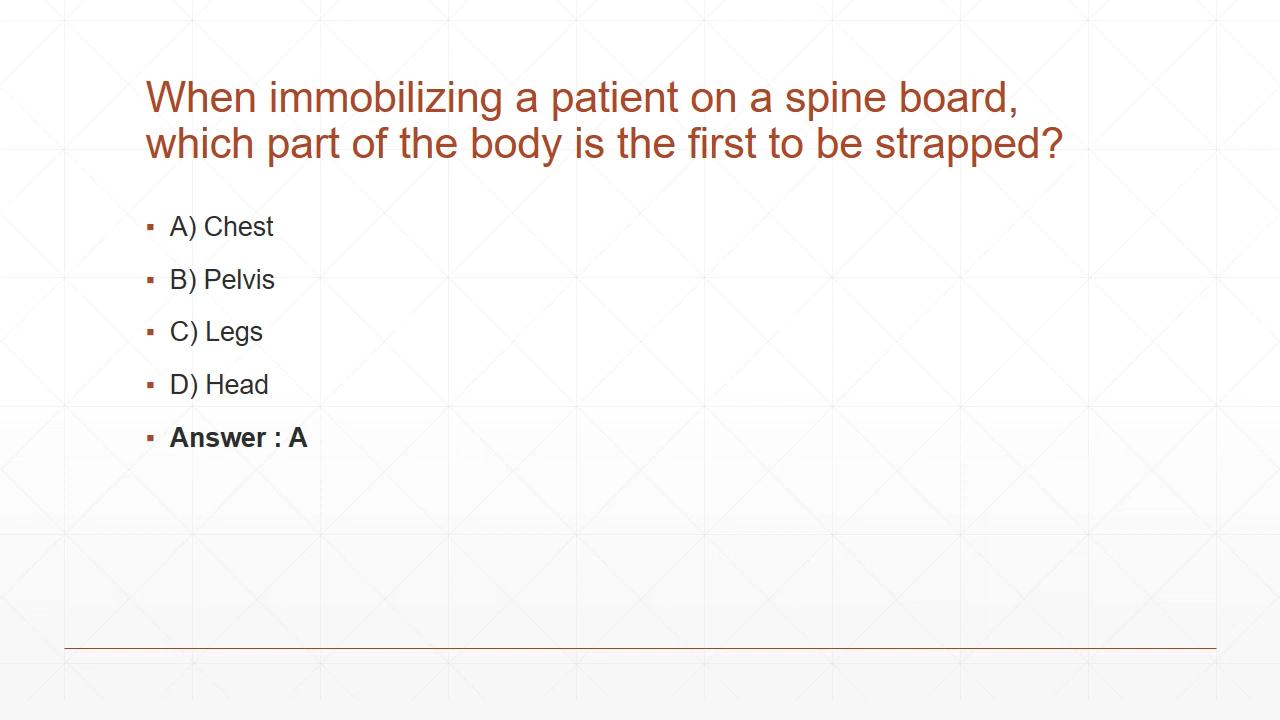 When immobilizing a patient on a spine board,
which part of the body is the first to be strapped?
▪ A) Chest
▪ B) Pelvis
▪ C) Legs
▪ D) Head
▪ Answer : A